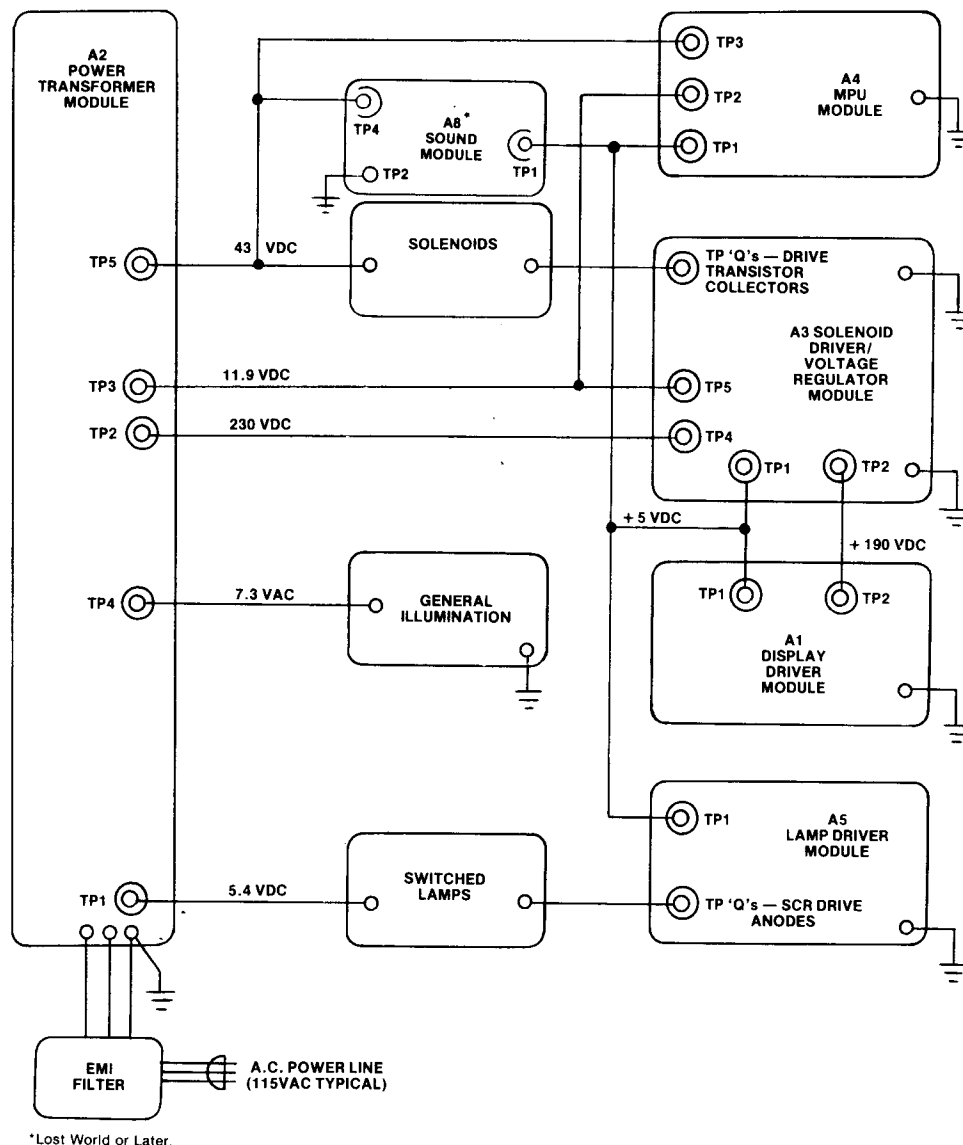 A2
POWER
TRANSFORMER
MODULE
TP5
TP3
TP2
TP4
TP1
43 VDC
11.9 VDC
230 VDC
7.3 VAC
5.4 VDC
TP4
A8*
SOUND
MODULE
TP1
TP2
SOLENOIDS
GENERAL
ILLUMINATION
SWITCHED
LAMPS
TP3
A4
MPU
MODULE
TP2
TP1
TP 'Q's — DRIVE
TRANSISTOR
COLLECTORS
A3 SOLENOID
DRIVER/
VOLTAGE
REGULATOR
MODULE
TP5
TP4
TP1
TP2
+ 5 VDC
+ 190 VDC
TP1
TP2
A1
DISPLAY
DRIVER
MODULE
TP1
A5
LAMP DRIVER
MODULE
TP 'Q's — SCR DRIVE
ANODES
EMI
FILTER
A.C. POWER LINE
(115VAC TYPICAL)
*Lost World or Later.